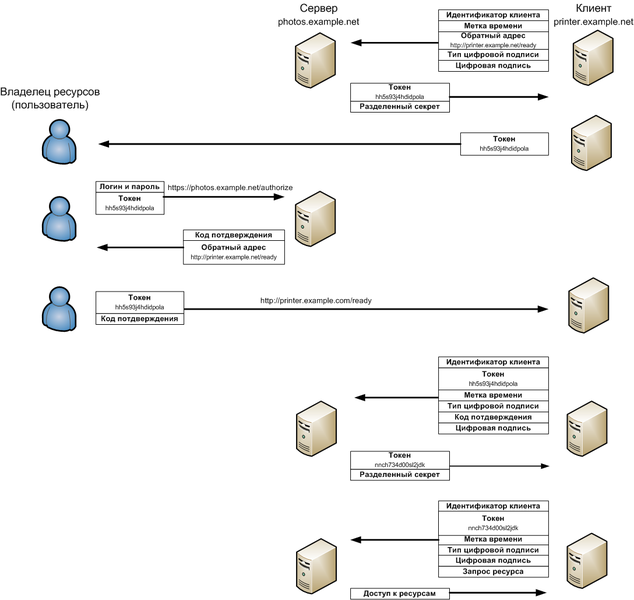 Сервер
photos.example.net
Клиент
printer.example.net
Идентификатор клиента
Метка времени
Обратный адрес
http://printer.example.net/ready
Тип цифровой подписи
Цифровая подпись
Токен
hh5s93j4hdidpola
Разделенный секрет
Владелец ресурсов
(пользователь)
Токен
hh5s93j4hdidpola
Логин и пароль
Токен
hh5s93j4hdidpola
https://photos.example.net/authorize
Код потдверждения
Обратный адрес
http://printer.example.net/ready
Токен
hh5s93j4hdidpola
Код потдверждения
http://printer.example.com/ready
Идентификатор клиента
Токен
hh5s93j4hdidpola
Метка времени
Тип цифровой подписи
Код потдверждения
Цифровая подпись
Токен
nnch734d00sl2jdk
Разделенный секрет
Идентификатор клиента
Токен
nnch734d00sl2jdk
Метка времени
Тип цифровой подписи
Цифровая подпись
Запрос ресурса
Доступ к ресурсам